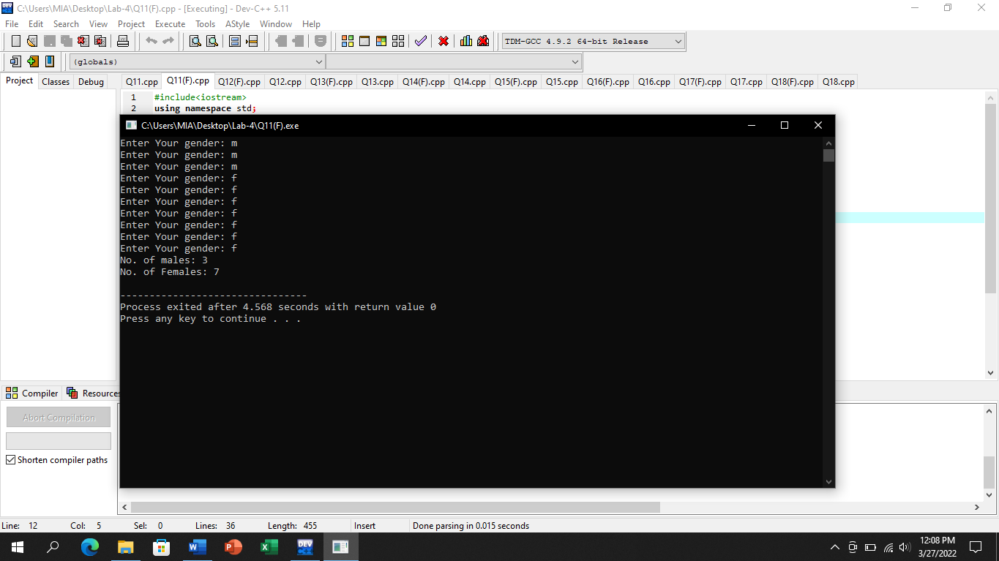 C:\Users\MIA\Desktop\Lab-4\Q11(F).cpp - [Executing] - Dev-C++ 5.11
File Edit Search View Project Execute Tools AStyle Window Help
TDM-GCC 4.9.2 64-bit Release
(globals)
Project Classes Debug
Q11.cpp Q11(F).cpp Q12(F).cpp Q12.cpp Q13(F).cpp Q13.cpp Q14(F).cpp Q14.cpp Q15(F).cpp Q15.cpp Q16(F).cpp Q16.cpp Q17(F).cpp Q17.cpp Q18(F).cpp Q18.cpp
1 #include<iostream>
2 using namespace std;
C:\Users\MIA\Desktop\Lab-4\Q11(F).exe
Enter Your gender: m
Enter Your gender: m
Enter Your gender: m
Enter Your gender: f
Enter Your gender: f
Enter Your gender: f
Enter Your gender: f
Enter Your gender: f
Enter Your gender: f
Enter Your gender: f
No. of males: 3
No. of Females: 7
--------------------------------
Process exited after 4.568 seconds with return value 0
Press any key to continue . . .
Compiler Resources
Abort Compilation
Shorten compiler paths
Line: 12 Col: 5 Sel: 0 Lines: 36 Length: 455 Insert Done parsing in 0.015 seconds
DEV C++
12:08 PM
3/27/2022